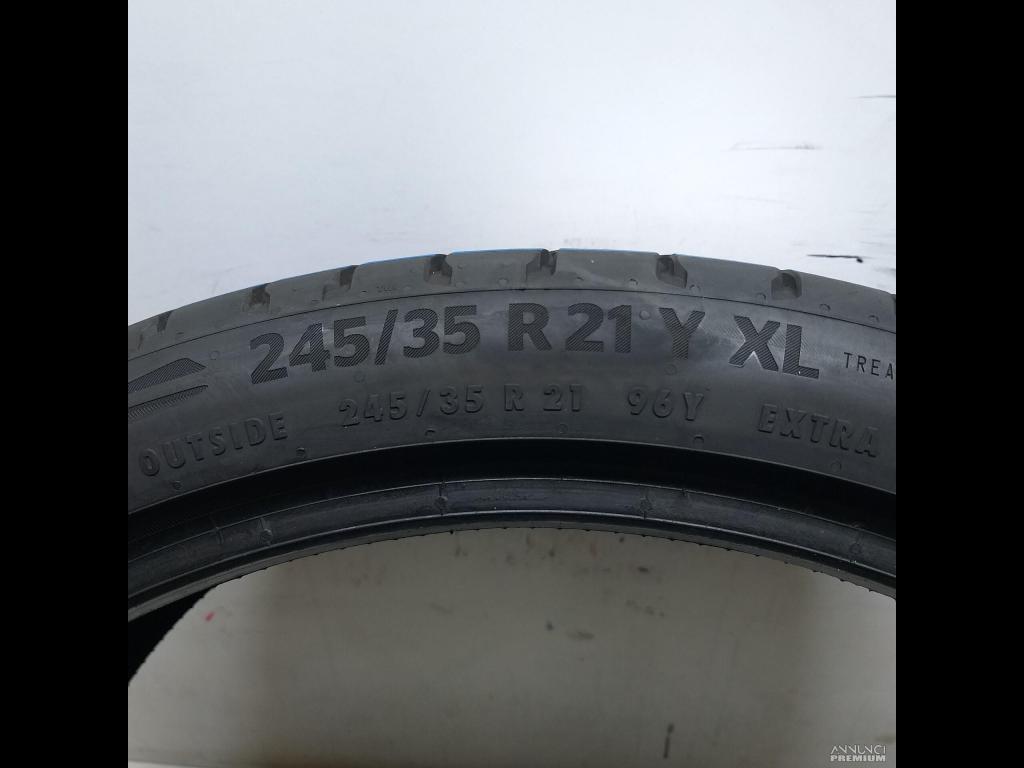 245/35 R 21 Y XL TREA
OUTSIDE 245/35 R 21 96Y EXTRA
ANNUNCI
PREMIUM